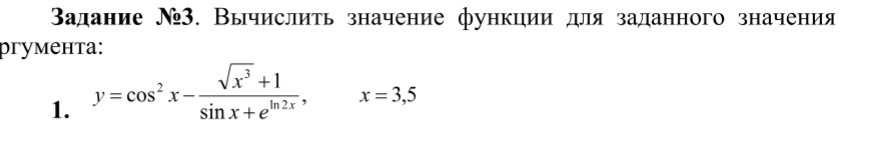 Задание №3. Вычислить значение функции для заданного значения
ргумента:
1. y = cos² x − (√x³ + 1)/(sin x + e^(ln 2x)), x = 3,5